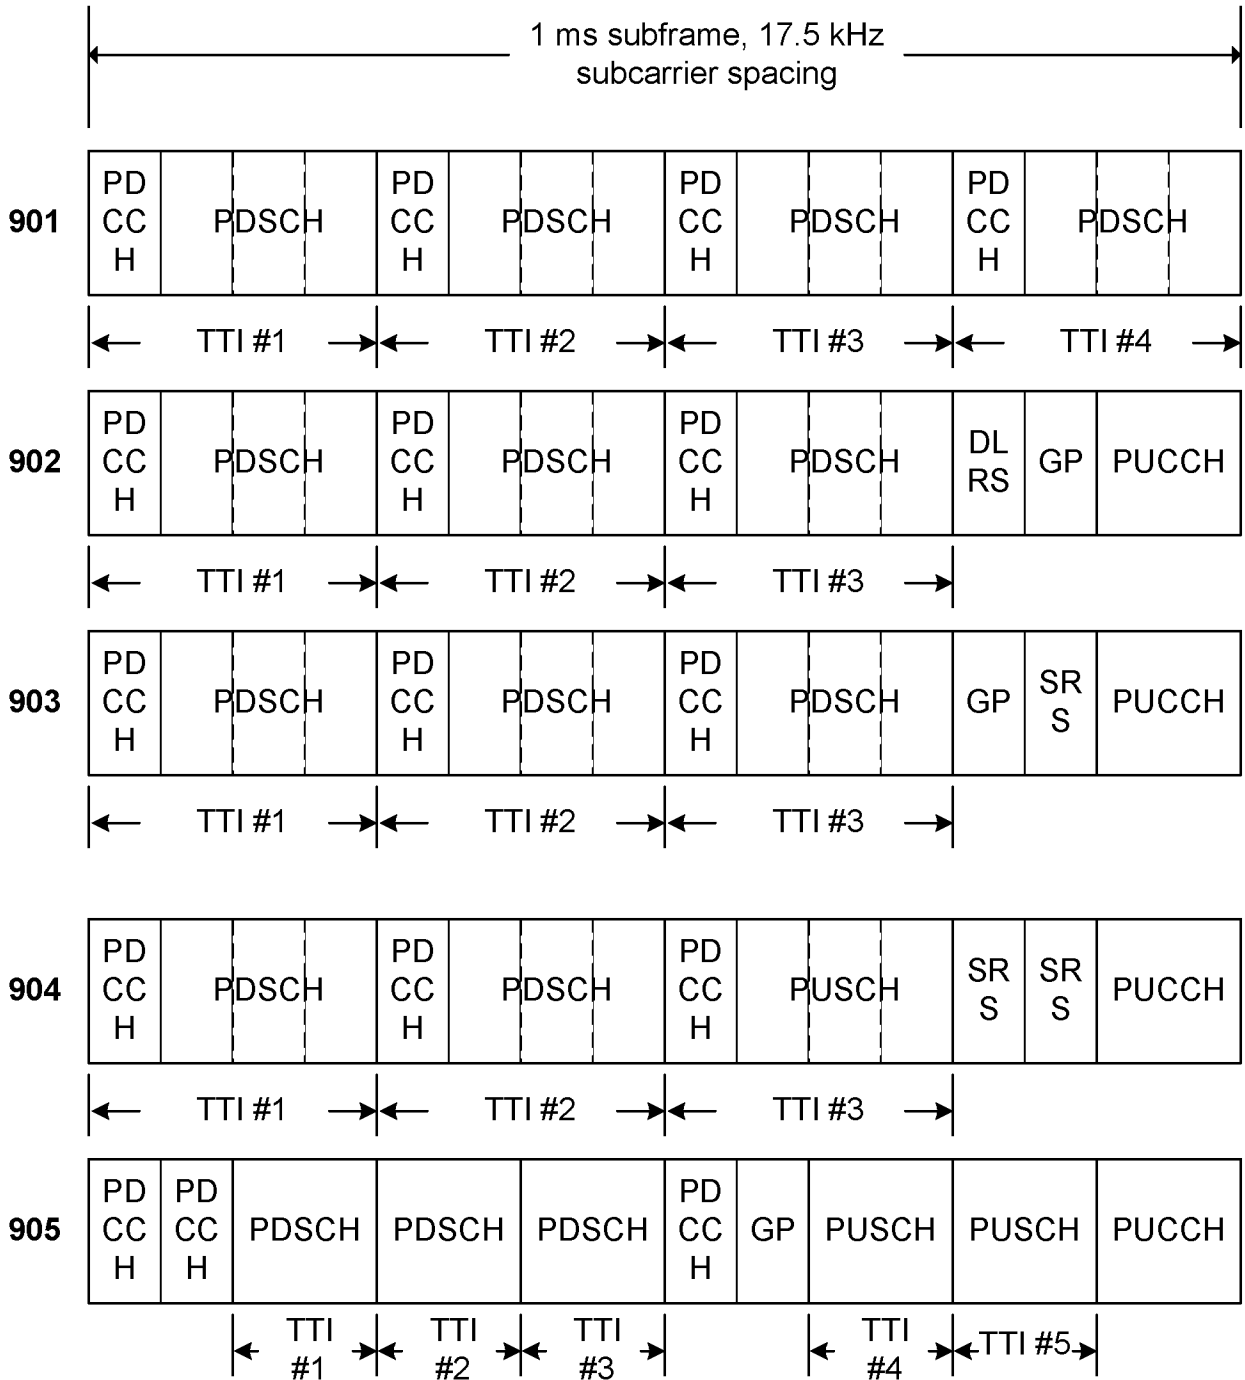 1 ms subframe, 17.5 kHz
subcarrier spacing
901
PD
CC
H
PDSCH
PD
CC
H
PDSCH
PD
CC
H
PDSCH
PD
CC
H
PDSCH
TTI #1
TTI #2
TTI #3
TTI #4
902
PD
CC
H
PDSCH
PD
CC
H
PDSCH
PD
CC
H
PDSCH
DL
RS
GP
PUCCH
TTI #1
TTI #2
TTI #3
903
PD
CC
H
PDSCH
PD
CC
H
PDSCH
PD
CC
H
PDSCH
GP
SR
S
PUCCH
TTI #1
TTI #2
TTI #3
904
PD
CC
H
PDSCH
PD
CC
H
PDSCH
PD
CC
H
PUSCH
SR
S
SR
S
PUCCH
TTI #1
TTI #2
TTI #3
905
PD
CC
H
PD
CC
H
PDSCH
PDSCH
PDSCH
PD
CC
H
GP
PUSCH
PUSCH
PUCCH
TTI
#1
TTI
#2
TTI
#3
TTI
#4
TTI #5